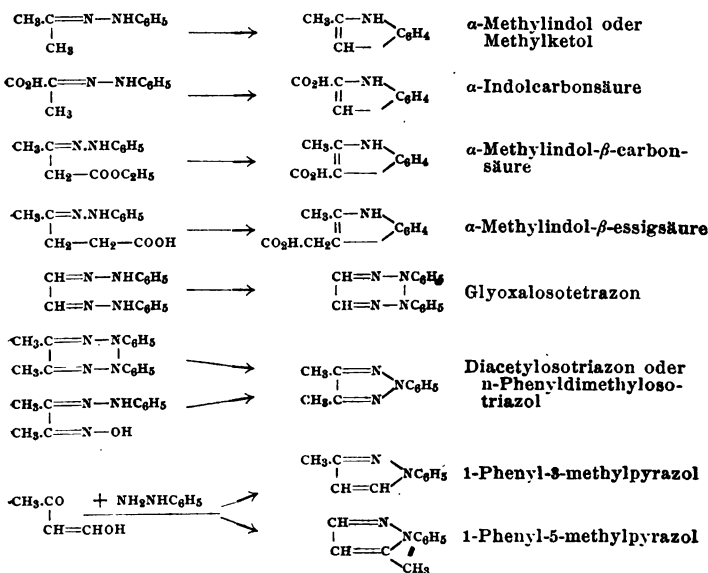 CH₃.C=N—NHC₆H₅ CH₃.C—NH α-Methylindol oder
| ‖ C₆H₄ Methylketol
CH₃ CH—
CO₂H.C=N—NHC₆H₅ CO₂H.C—NH α-Indolcarbonsäure
| ‖ C₆H₄
CH₃ CH—
CH₃.C=N.NHC₆H₅ CH₃.C—NH α-Methylindol-β-carbon-
| ‖ C₆H₄ säure
CH₂—COOC₂H₅ CO₂H.C—
CH₃.C=N.NHC₆H₅ CH₃.C—NH
| ‖ C₆H₄ α-Methylindol-β-essigsäure
CH₂—CH₂—COOH CO₂H.CH₂C—
CH=N—NHC₆H₅ CH=N—NC₆H₅
| | | Glyoxalosotetrazon
CH=N—NHC₆H₅ CH=N—NC₆H₅
CH₃.C=N—NC₆H₅
| | Diacetylosotriazon oder
CH₃.C=N—NC₆H₅ CH₃.C=N n-Phenyldimethyloso-
| NC₆H₅ triazol
CH₃.C=N—NHC₆H₅ CH₃.C=N
|
CH₃.C=N—OH
CH₃.C=N
| NC₆H₅ 1-Phenyl-3-methylpyrazol
CH=CH
CH₃.CO + NH₂NHC₆H₅
|
CH=CHOH
CH=N
| NC₆H₅ 1-Phenyl-5-methylpyrazol
CH=C
CH₃